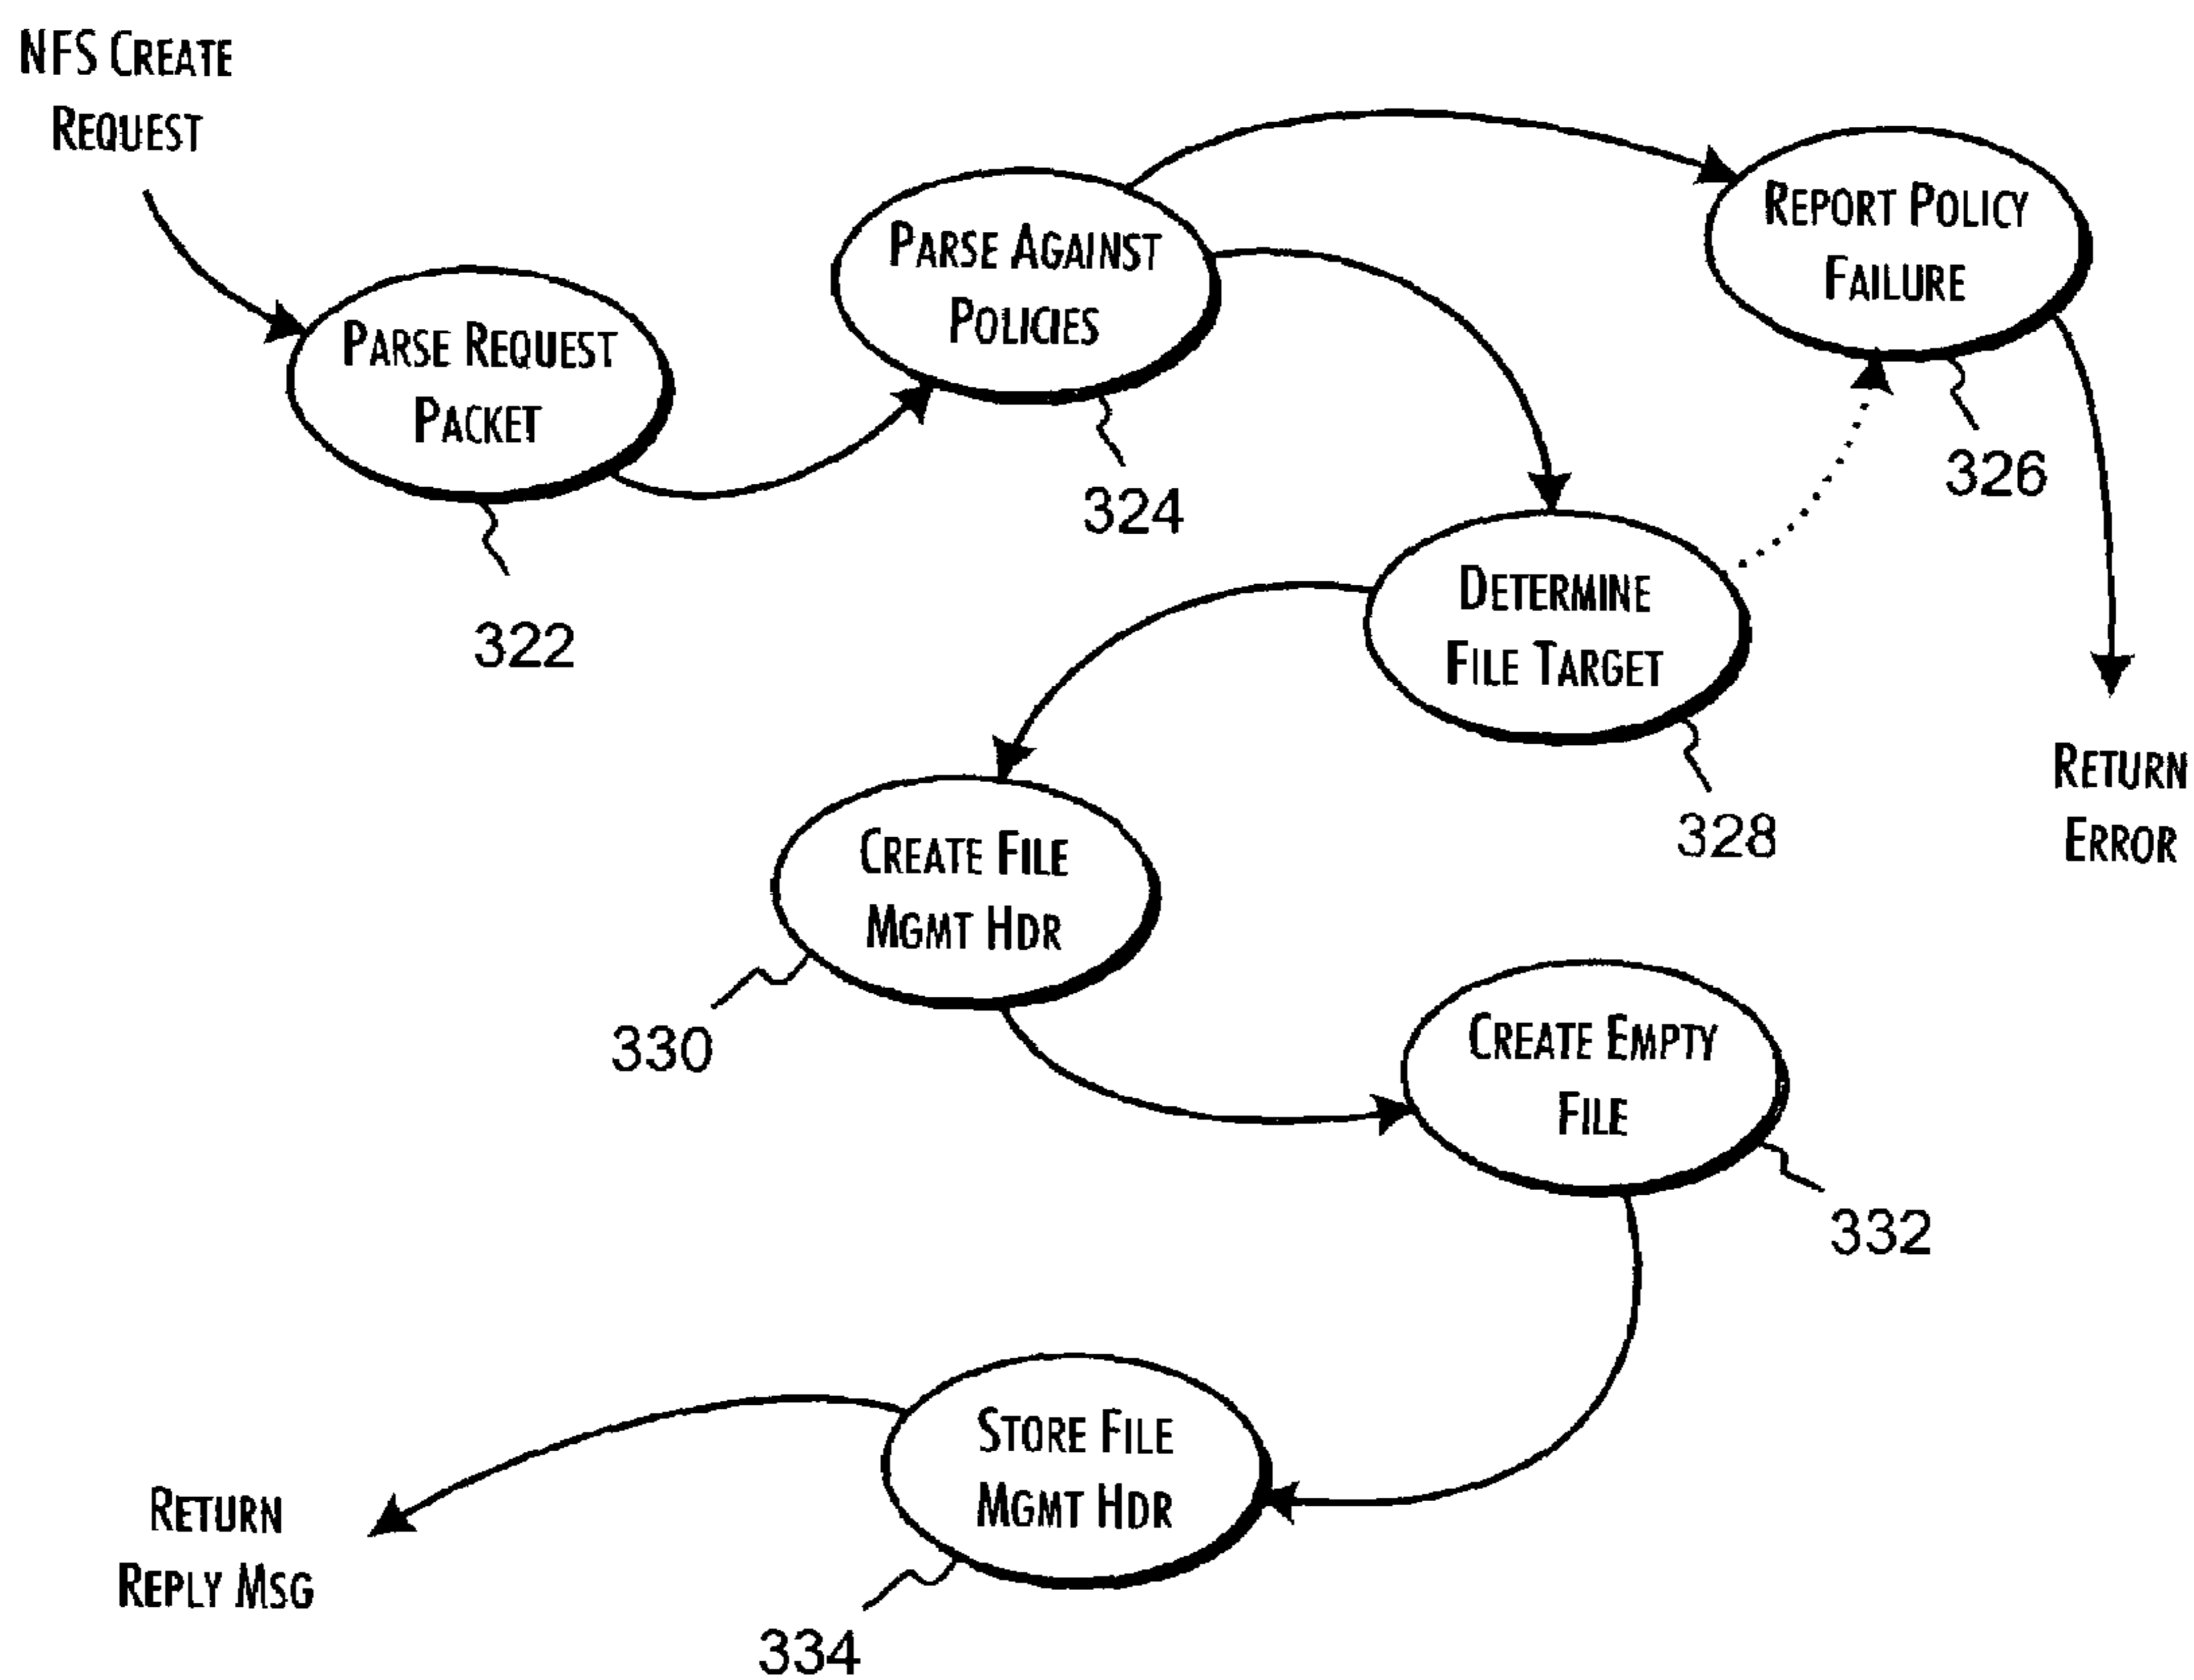 NFS CREATE
REQUEST
PARSE REQUEST
PACKET
322
PARSE AGAINST
POLICIES
324
REPORT POLICY
FAILURE
326
DETERMINE
FILE TARGET
328
RETURN
ERROR
CREATE FILE
MGMT HDR
330
CREATE EMPTY
FILE
332
STORE FILE
MGMT HDR
334
RETURN
REPLY MSG